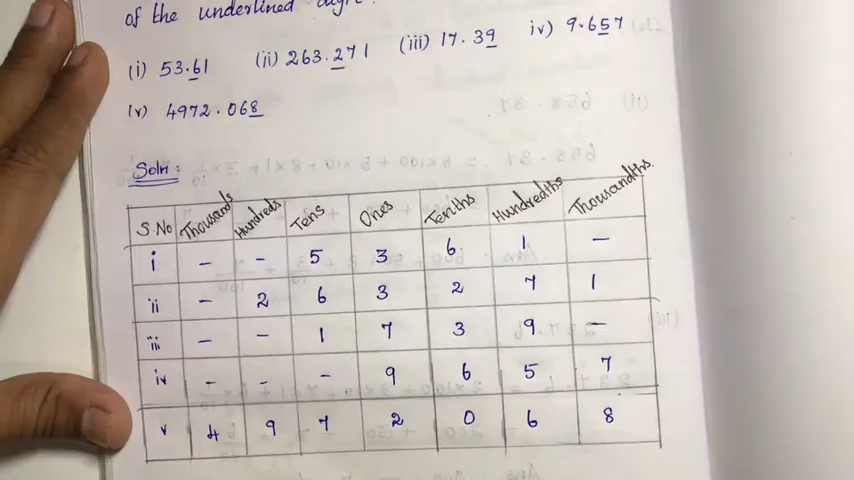 of the underlined digit.
(i) 53.61 (ii) 263.271 (iii) 17.39 iv) 9.657
(v) 4972.068
Soln:
S.No Thousands Hundreds Tens Ones Tenths Hundredths Thousandths.
i - - 5 3 6 1 -
ii - 2 6 3 2 7 1
iii - - 1 7 3 9 -
iv - - - 9 6 5 7
v 4 9 7 2 0 6 8